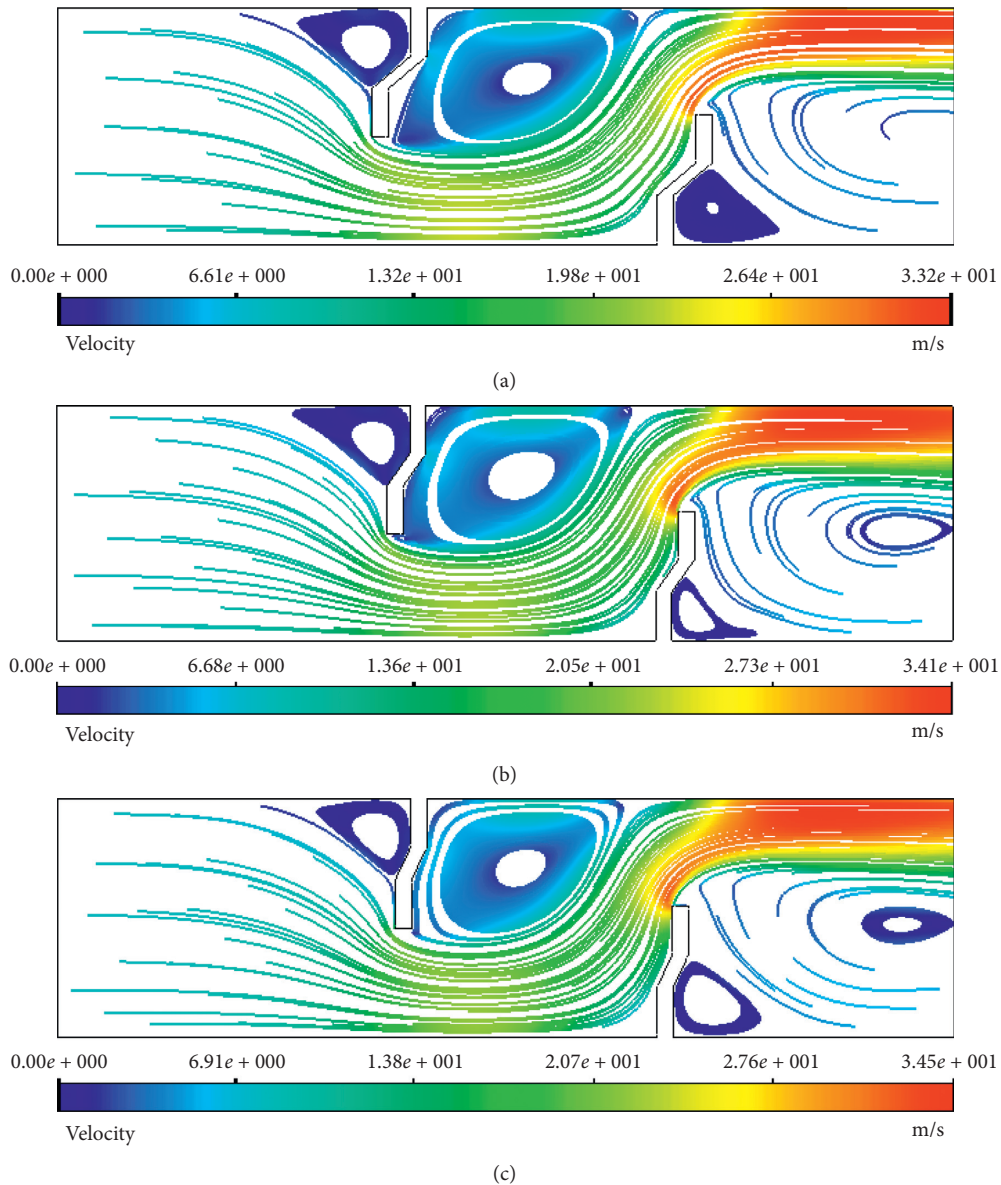 0.00e + 000 6.61e + 000 1.32e + 001 1.98e + 001 2.64e + 001 3.32e + 001
Velocity m/s
(a)
0.00e + 000 6.68e + 000 1.36e + 001 2.05e + 001 2.73e + 001 3.41e + 001
Velocity m/s
(b)
0.00e + 000 6.91e + 000 1.38e + 001 2.07e + 001 2.76e + 001 3.45e + 001
Velocity m/s
(c)